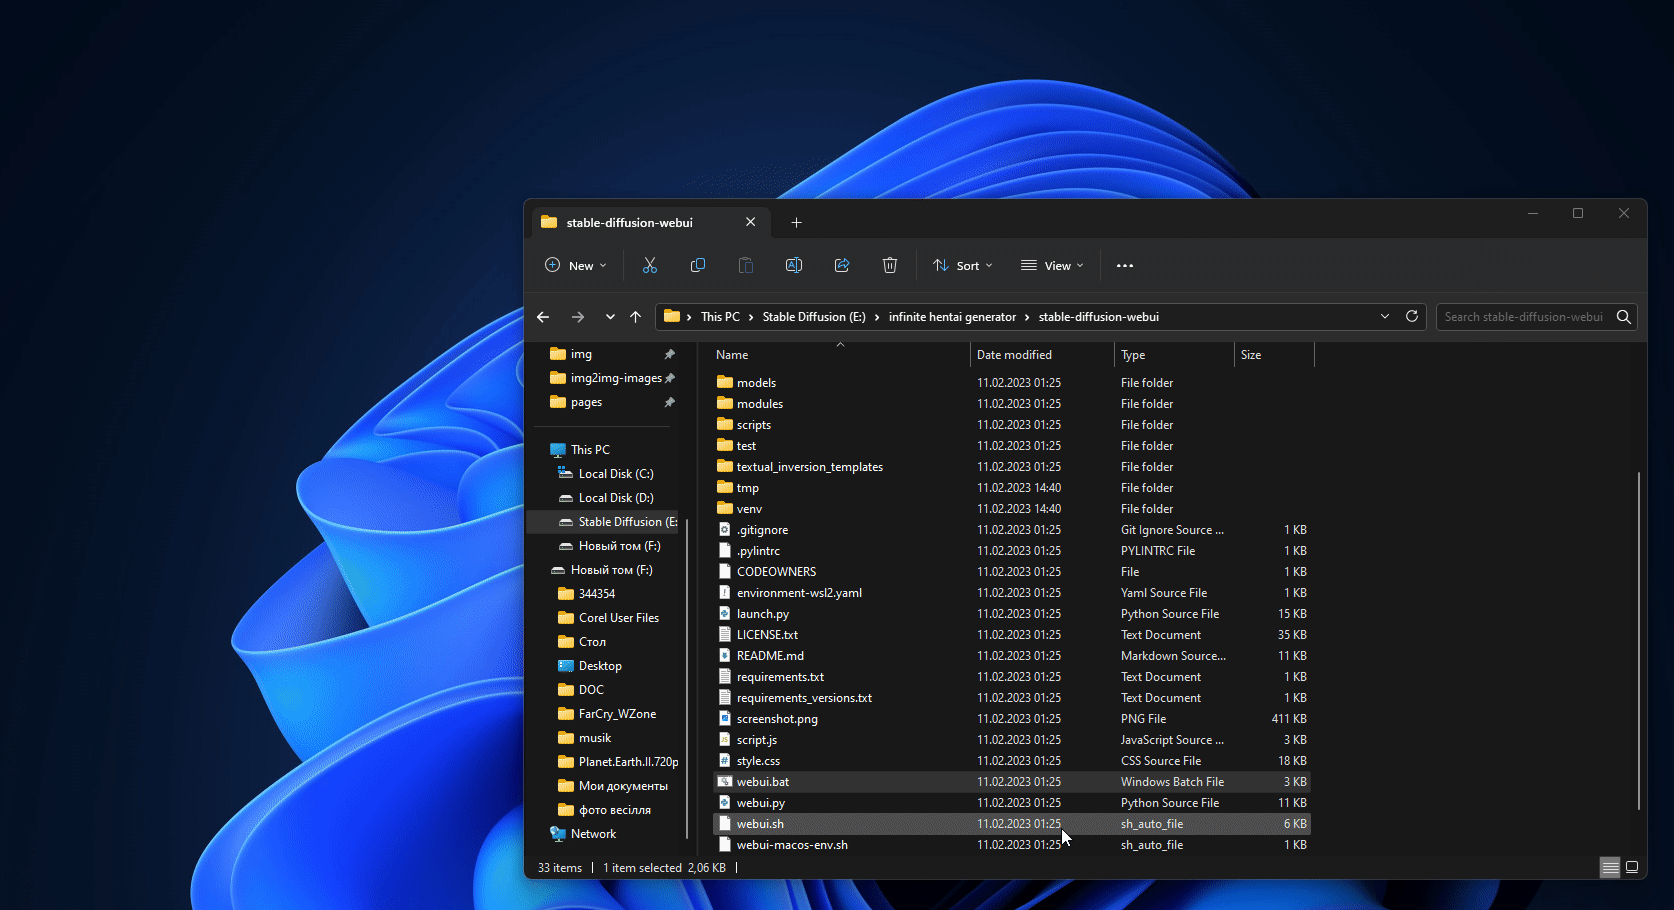 stable-diffusion-webui
New
Sort
View
This PC
Stable Diffusion (E:)
infinite hentai generator
stable-diffusion-webui
Search stable-diffusion-webui
img
img2img-images
pages
This PC
Local Disk (C:)
Local Disk (D:)
Stable Diffusion (E:
Новый том (F:)
Новый том (F:)
344354
Corel User Files
Стол
Desktop
DOC
FarCry_WZone
musik
Planet.Earth.II.720p
Мои документы
фото весілля
Network
Name Date modified Type Size
models 11.02.2023 01:25 File folder
modules 11.02.2023 01:25 File folder
scripts 11.02.2023 01:25 File folder
test 11.02.2023 01:25 File folder
textual_inversion_templates 11.02.2023 01:25 File folder
tmp 11.02.2023 14:40 File folder
venv 11.02.2023 14:40 File folder
.gitignore 11.02.2023 01:25 Git Ignore Source ... 1 KB
.pylintrc 11.02.2023 01:25 PYLINTRC File 1 KB
CODEOWNERS 11.02.2023 01:25 File 1 KB
environment-wsl2.yaml 11.02.2023 01:25 Yaml Source File 1 KB
launch.py 11.02.2023 01:25 Python Source File 15 KB
LICENSE.txt 11.02.2023 01:25 Text Document 35 KB
README.md 11.02.2023 01:25 Markdown Source... 11 KB
requirements.txt 11.02.2023 01:25 Text Document 1 KB
requirements_versions.txt 11.02.2023 01:25 Text Document 1 KB
screenshot.png 11.02.2023 01:25 PNG File 411 KB
script.js 11.02.2023 01:25 JavaScript Source ... 3 KB
style.css 11.02.2023 01:25 CSS Source File 18 KB
webui.bat 11.02.2023 01:25 Windows Batch File 3 KB
webui.py 11.02.2023 01:25 Python Source File 11 KB
webui.sh 11.02.2023 01:25 sh_auto_file 6 KB
webui-macos-env.sh 11.02.2023 01:25 sh_auto_file 1 KB
33 items 1 item selected 2,06 KB